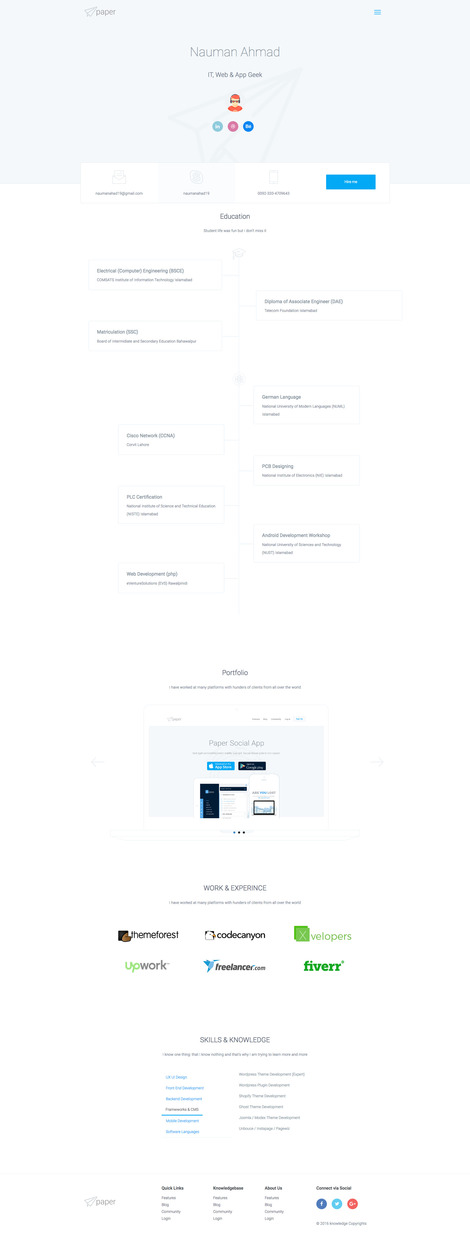 paper
Nauman Ahmad
IT, Web & App Geek
Bē
naumanahad19@gmail.com
naumanahad19
0092-333-4769643
Hire me
Education
Student life was fun but i don't miss it
Electrical (Computer) Engineering (BSCE)
COMSATS Institute of Information Technology Islamabad
Diploma of Associate Engineer (DAE)
Telecom Foundation Islamabad
Matriculation (SSC)
Board of Intermidiate and Secondary Education Bahawalpur
German Language
National University of Modern Languages (NUML)
Islamabad
Cisco Network (CCNA)
Corvit Lahore
PCB Designing
National Institute of Electronics (NIE) Islamabad
PLC Certification
National Institute of Science and Technical Education
(NISTE) Islamabad
Android Development Workshop
National University of Sciences and Technology
(NUST) Islamabad
Web Development (php)
eVenturesolutions (EVS) Rawalpindi
Portfolio
I have worked at many platforms with hunders of clients from all over the world
paper
Paper Social App
App Store
Google play
WORK & EXPERINCE
I have worked at many platforms with hunders of clients from all over the world
themeforest
codecanyon
Xvelopers
Upwork™
freelancer.com
fiverr
SKILLS & KNOWLEDGE
I know one thing; that I know nothing and that's why i am trying to learn more and more
UX UI Design
Front End Development
Backend Development
Frameworks & CMS
Mobile Development
Software Languages
Wordpress Theme Development (Expert)
Wordpress Plugin Development
Shopify Theme Development
Ghost Theme Development
Joomla / Mambo Theme Development
Unboune / Instapage / Pagewiz
paper
Quick Links
Features
Blog
Community
Login
Knowledgebase
Features
Blog
Community
Login
About Us
Features
Blog
Community
Login
Connect via Social
© 2016 Knowledge Copyrights